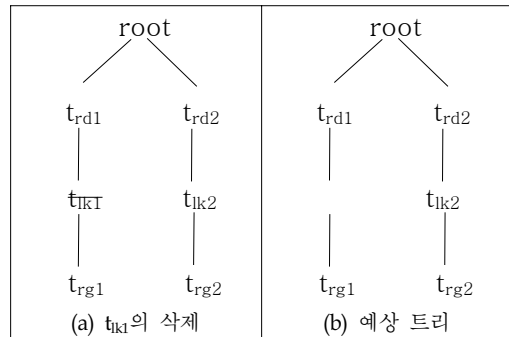 root root
t_rd1 t_rd2 t_rd1 t_rd2
t_lk1 t_lk2 t_lk2
t_rg1 t_rg2 t_rg1 t_rg2
(a) t_lk1의 삭제 (b) 예상 트리